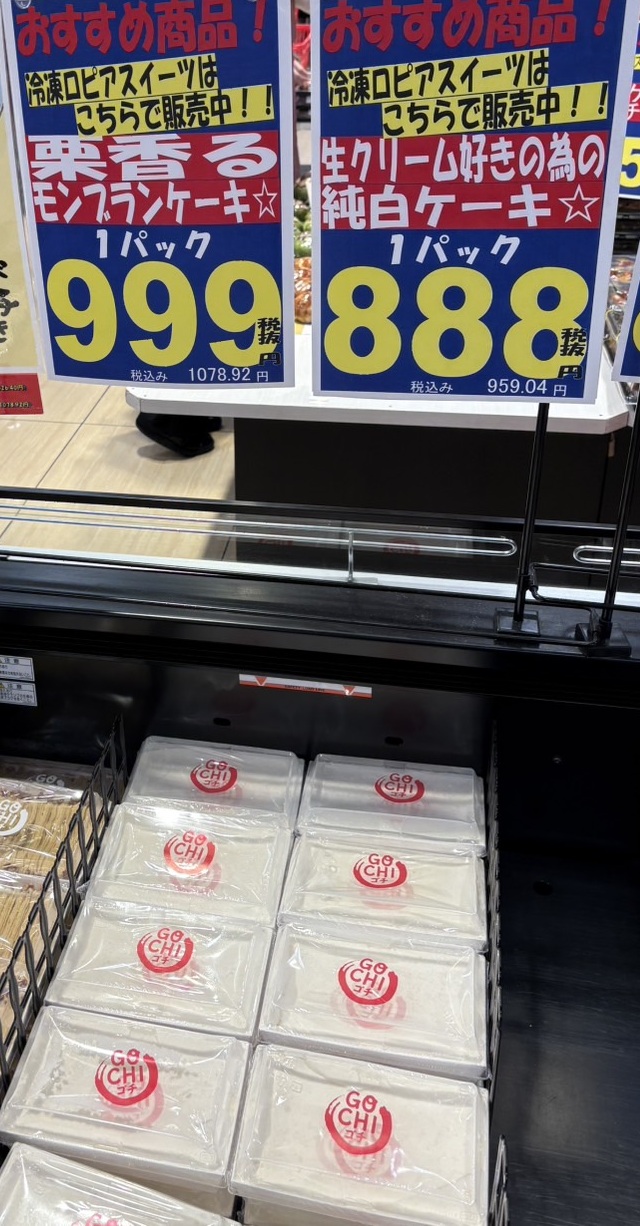 おすすめ商品！
冷凍ロピアスイーツは
こちらで販売中！！
栗香る
モンブランケーキ☆
1パック
999
税抜
円
税込み 1078.92 円
おすすめ商品！
冷凍ロピアスイーツは
こちらで販売中！！
生クリーム好きの為の
純白ケーキ☆
1パック
888
税抜
円
税込み 959.04 円
5
き
GO
CHI
ゴチ
GO
CHI
ゴチ
GO
CHI
ゴチ
GO
CHI
ゴチ
GO
CHI
ゴチ
GO
CHI
ゴチ
GO
CHI
ゴチ
GO
CHI
ゴチ
GO
CHI
ゴチ